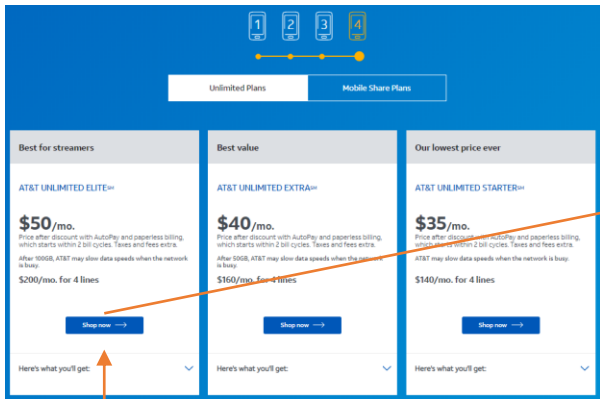 1 2 3 4
Unlimited Plans Mobile Share Plans
Best for streamers
AT&T UNLIMITED ELITE℠
$50/mo.
Price after discount with AutoPay and paperless billing,
which starts within 2 bill cycles. Taxes and fees extra.
After 100GB, AT&T may slow data speeds when the network
is busy.
$200/mo. for 4 lines
Shop now →
Here's what you'll get:
Best value
AT&T UNLIMITED EXTRA℠
$40/mo.
Price after discount with AutoPay and paperless billing,
which starts within 2 bill cycles. Taxes and fees extra.
After 50GB, AT&T may slow data speeds when the network
is busy.
$160/mo. for 4 lines
Shop now →
Here's what you'll get:
Our lowest price ever
AT&T UNLIMITED STARTER℠
$35/mo.
Price after discount with AutoPay and paperless billing,
which starts within 2 bill cycles. Taxes and fees extra.
AT&T may slow data speeds when the network is busy.
$140/mo. for 4 lines
Shop now →
Here's what you'll get: